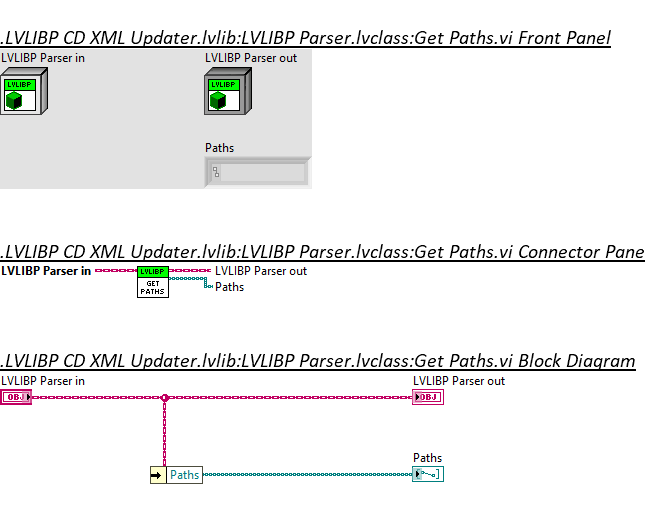 .LVLIBP CD XML Updater.lvlib:LVLIBP Parser.lvclass:Get Paths.vi Front Panel
LVLIBP Parser in LVLIBP Parser out
LVLIBP LVLIBP
Paths
.LVLIBP CD XML Updater.lvlib:LVLIBP Parser.lvclass:Get Paths.vi Connector Pane
LVLIBP Parser in LVLIBP LVLIBP Parser out
GET Paths
PATHS
.LVLIBP CD XML Updater.lvlib:LVLIBP Parser.lvclass:Get Paths.vi Block Diagram
LVLIBP Parser in LVLIBP Parser out
OBJ OBJ
Paths
Paths